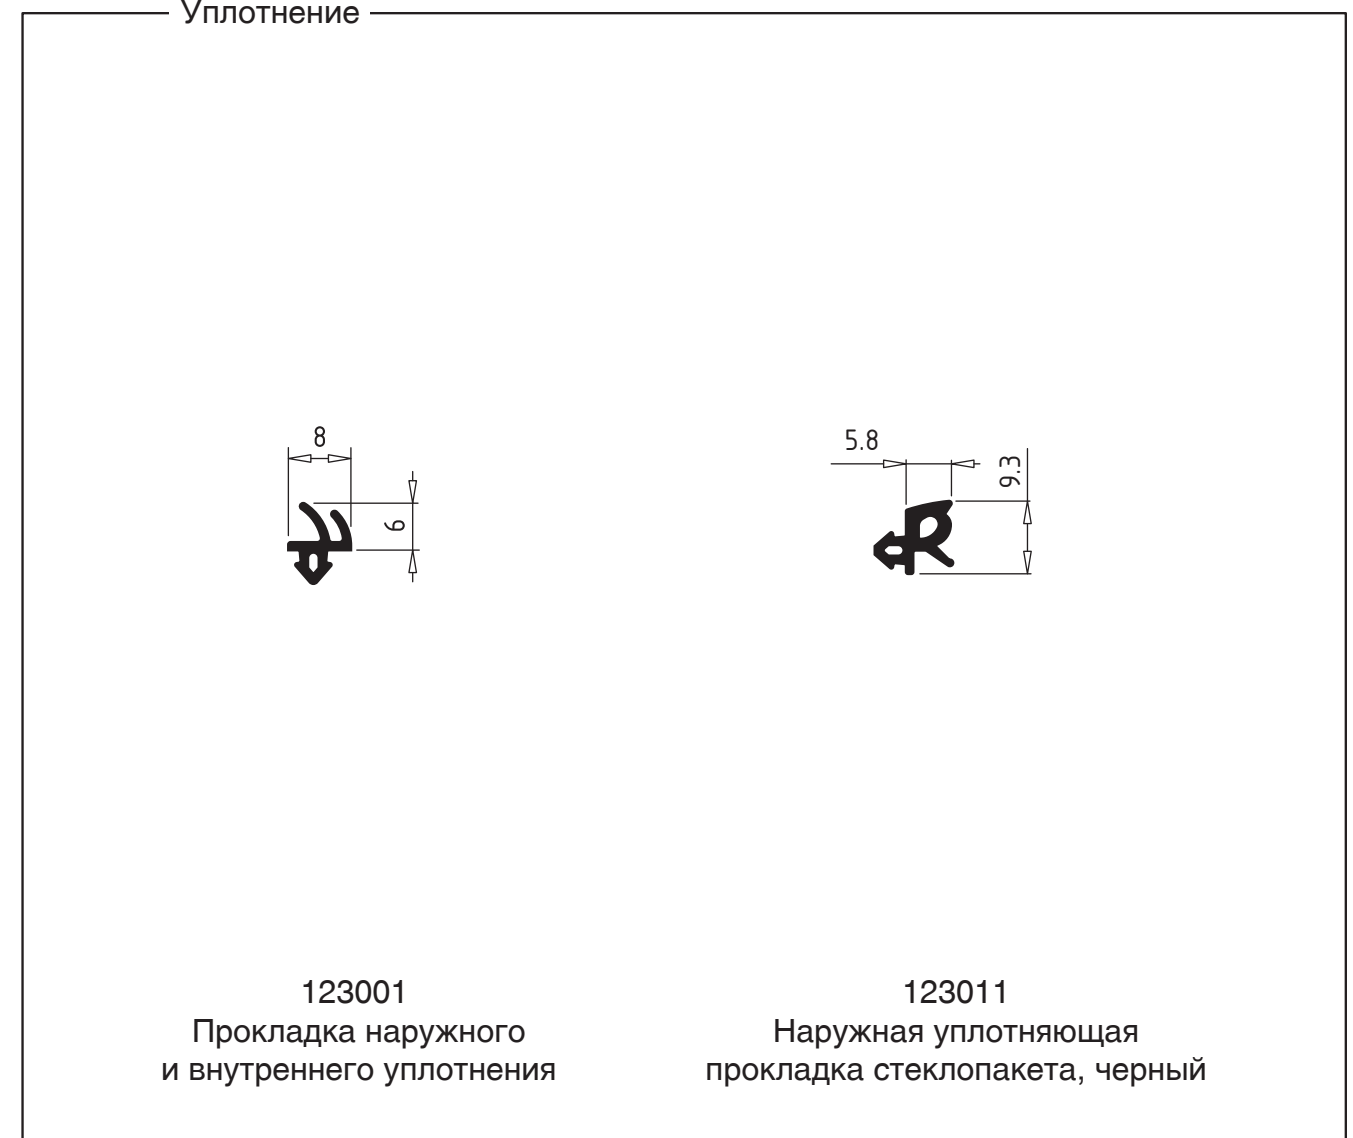 Уплотнение
8
6
5.8
9.3
123001
Прокладка наружного
и внутреннего уплотнения
123011
Наружная уплотняющая
прокладка стеклопакета, черный